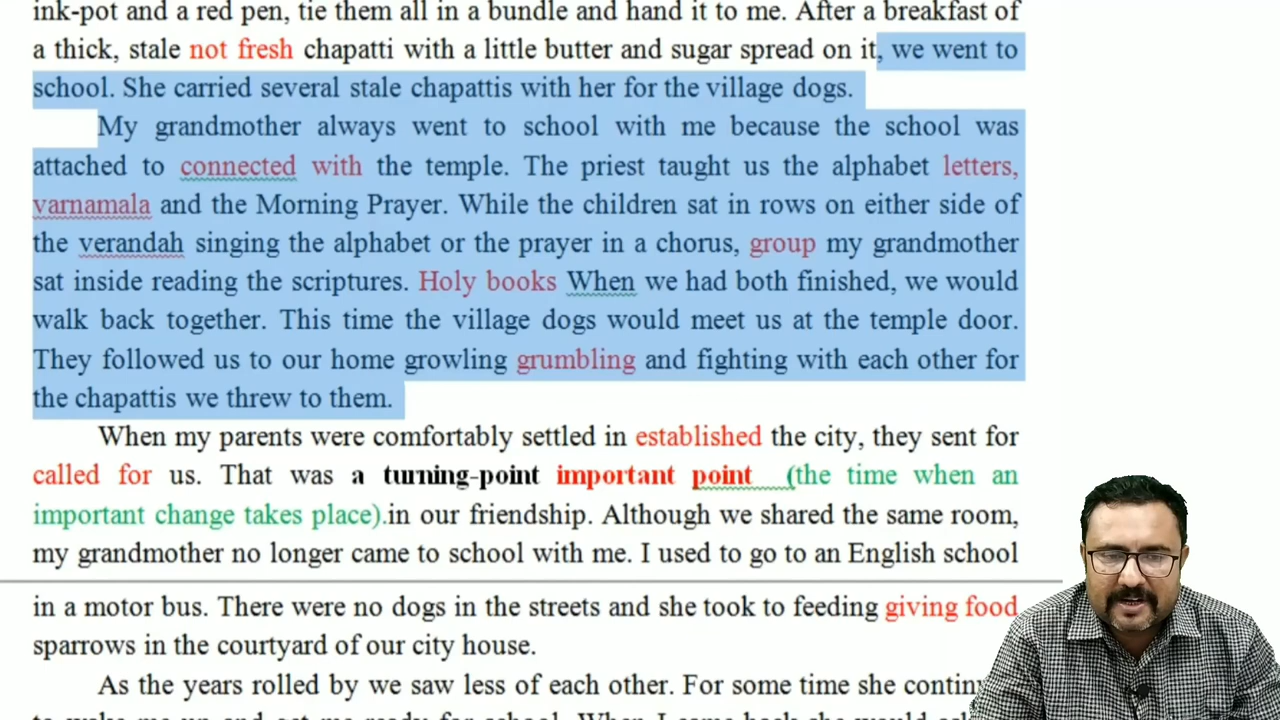 ink-pot and a red pen, tie them all in a bundle and hand it to me. After a breakfast of
a thick, stale not fresh chapatti with a little butter and sugar spread on it, we went to
school. She carried several stale chapattis with her for the village dogs.
My grandmother always went to school with me because the school was
attached to connected with the temple. The priest taught us the alphabet letters,
varnamala and the Morning Prayer. While the children sat in rows on either side of
the verandah singing the alphabet or the prayer in a chorus, group my grandmother
sat inside reading the scriptures. Holy books When we had both finished, we would
walk back together. This time the village dogs would meet us at the temple door.
They followed us to our home growling grumbling and fighting with each other for
the chapattis we threw to them.
When my parents were comfortably settled in established the city, they sent for
called for us. That was a turning-point important point (the time when an
important change takes place).in our friendship. Although we shared the same room,
my grandmother no longer came to school with me. I used to go to an English school
in a motor bus. There were no dogs in the streets and she took to feeding giving food
sparrows in the courtyard of our city house.
As the years rolled by we saw less of each other. For some time she